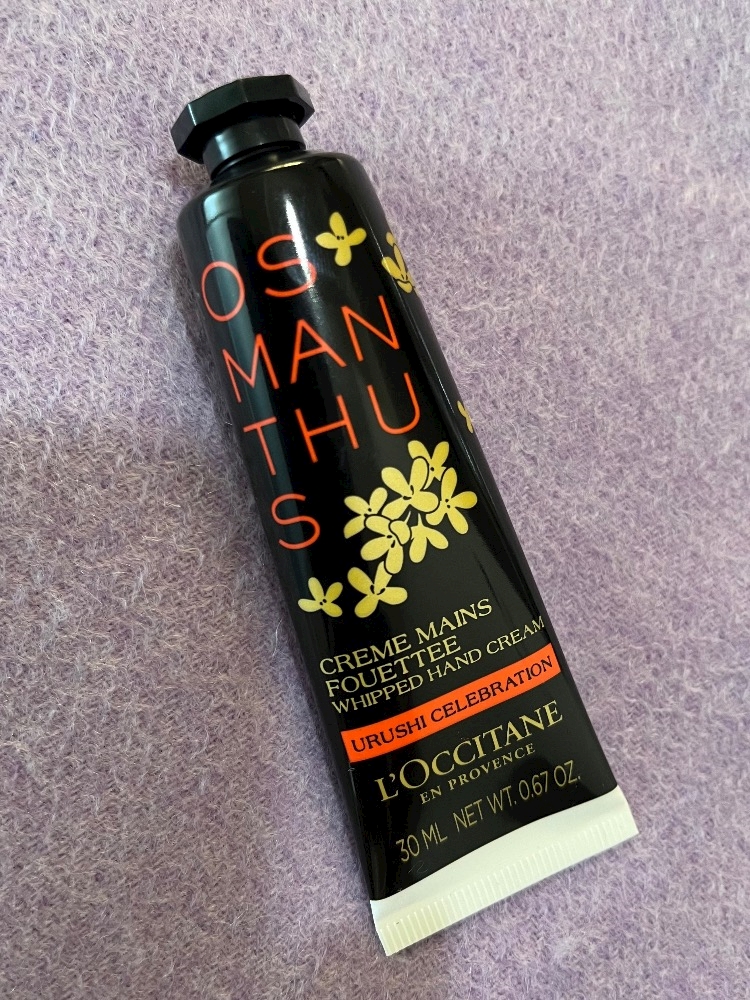 OS
MAN
THU
S
CREME MAINS
FOUETTEE
WHIPPED HAND CREAM
URUSHI CELEBRATION
L'OCCITANE
EN PROVENCE
30 ML NET WT. 0.67 OZ.